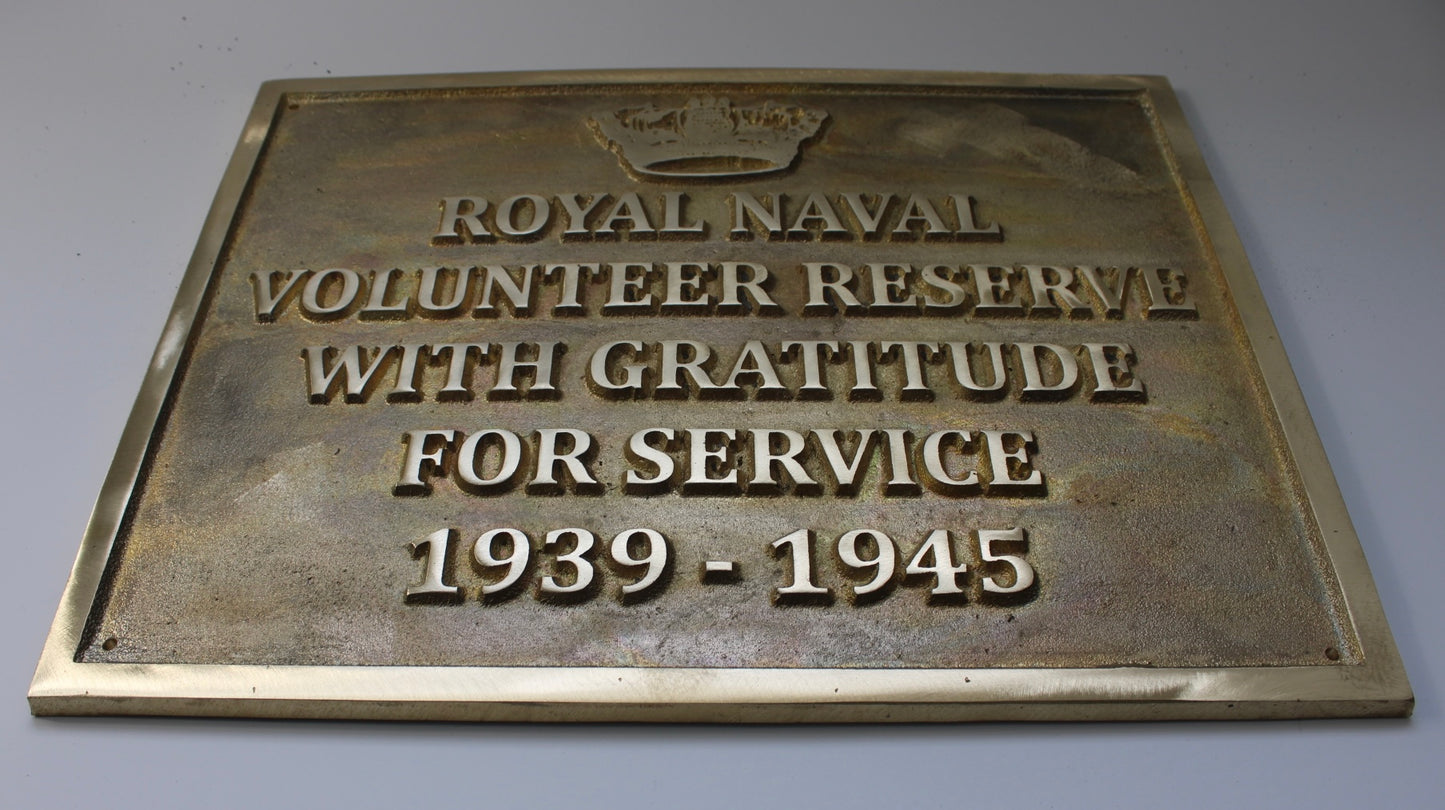 ROYAL NAVAL
VOLUNTEER RESERVE
WITH GRATITUDE
FOR SERVICE
1939 - 1945